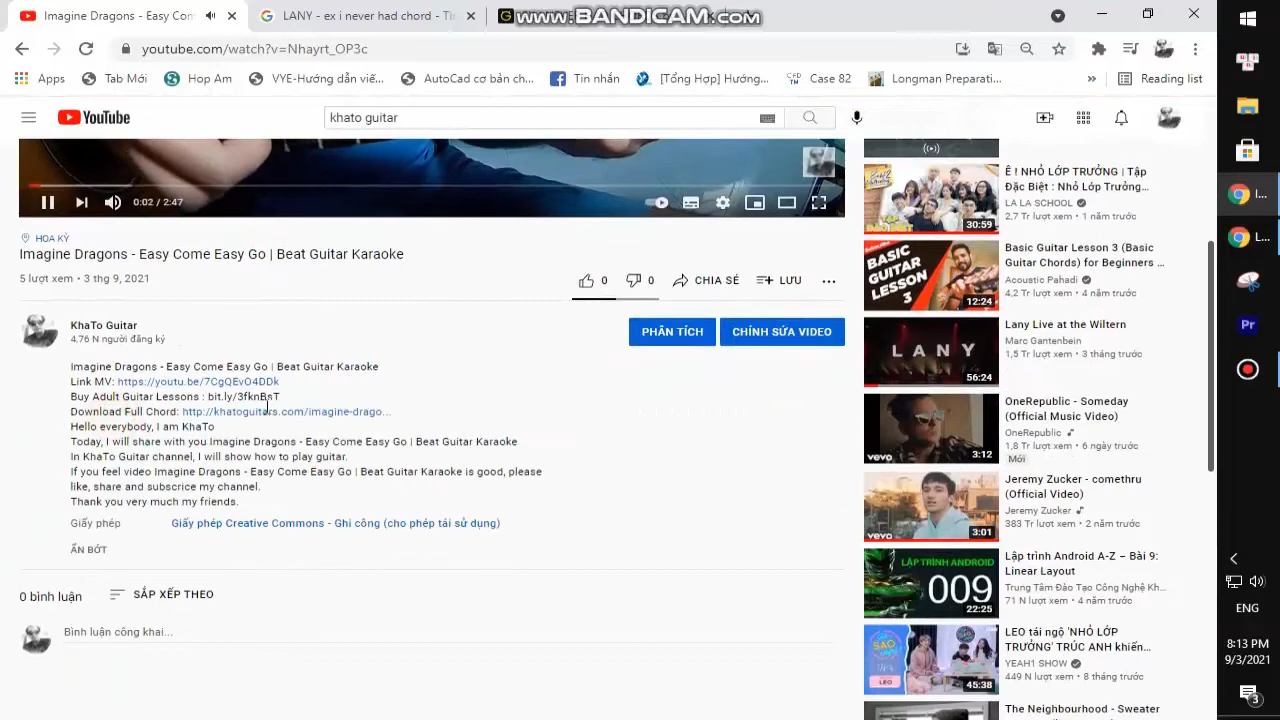 Imagine Dragons - Easy Com
LANY - ex i never had chord - Ti
www.BANDICAM.com
youtube.com/watch?v=Nhayrt_OP3c
Apps
Tab Mới
Hop Am
VYE-Hướng dẫn viế...
AutoCad cơ bản ch...
Tin nhắn
[Tổng Hợp] Hướng...
Case 82
Longman Preparati...
»
Reading list
YouTube
khato guitar
0:02 / 2:47
HOA KỲ
Imagine Dragons - Easy Come Easy Go | Beat Guitar Karaoke
5 lượt xem • 3 thg 9, 2021
0
0
CHIA SẺ
LƯU
KhaTo Guitar
4,76 N người đăng ký
PHÂN TÍCH
CHỈNH SỬA VIDEO
Imagine Dragons - Easy Come Easy Go | Beat Guitar Karaoke
Link MV: https://youtu.be/7CgQEvO4DDk
Buy Adult Guitar Lessons : bit.ly/3fknBsT
Download Full Chord: http://khatoguitars.com/imagine-drago...
Hello everybody, I am KhaTo
Today, I will share with you Imagine Dragons - Easy Come Easy Go | Beat Guitar Karaoke
In KhaTo Guitar channel, I will show how to play guitar.
If you feel video Imagine Dragons - Easy Come Easy Go | Beat Guitar Karaoke is good, please
like, share and subscrice my channel.
Thank you very much my friends.
Giấy phép
Giấy phép Creative Commons - Ghi công (cho phép tái sử dụng)
ẨN BỚT
0 bình luận
SẮP XẾP THEO
Bình luận công khai...
Ê ! NHỎ LỚP TRƯỞNG | Tập
Đặc Biệt : Nhỏ Lớp Trưởng...
LA LA SCHOOL
2,7 Tr lượt xem • 1 năm trước
30:59
Basic Guitar Lesson 3 (Basic
Guitar Chords) for Beginners ...
Acoustic Pahadi
4,2 Tr lượt xem • 4 năm trước
BASIC
GUITAR
LESSON
3
12:24
Lany Live at the Wiltern
Marc Gantenbein
1,5 Tr lượt xem • 3 tháng trước
LANY
56:24
OneRepublic - Someday
(Official Music Video)
OneRepublic
1,8 Tr lượt xem • 6 ngày trước
Mới
vevo
3:12
Jeremy Zucker - comethru
(Official Video)
Jeremy Zucker
383 Tr lượt xem • 2 năm trước
vevo
3:01
Lập trình Android A-Z – Bài 9:
Linear Layout
Trung Tâm Đào Tạo Công Nghệ Kh...
71 N lượt xem • 4 năm trước
LẬP TRÌNH ANDROID
009
22:25
LEO tái ngộ 'NHỎ LỚP
TRƯỞNG' TRÚC ANH khiến...
YEAH1 SHOW
449 N lượt xem • 8 tháng trước
SAO
LEO
45:38
The Neighbourhood - Sweater
I...
L...
Pr
ENG
8:13 PM
9/3/2021
3